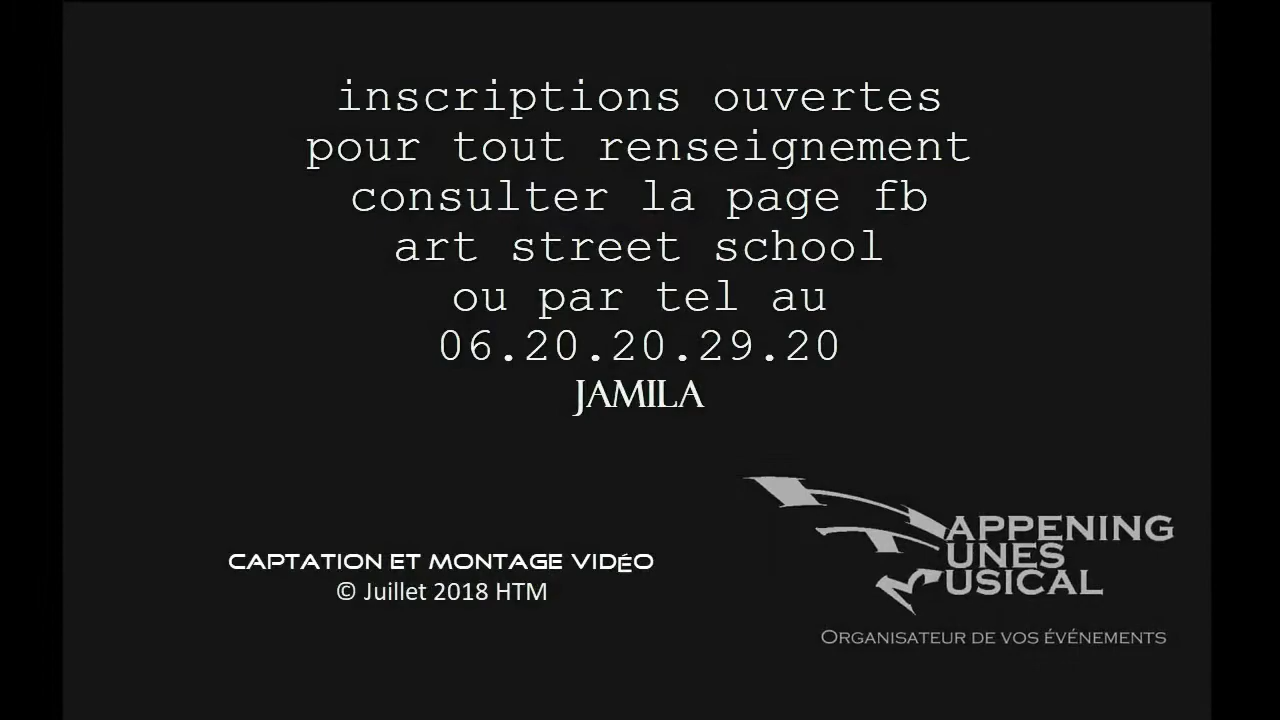 inscriptions ouvertes
pour tout renseignement
consulter la page fb
art street school
ou par tel au
06.20.20.29.20
JAMILA
CAPTATION ET MONTAGE VIDÉO
© Juillet 2018 HTM
APPENING
UNES
USICAL
ORGANISATEUR DE VOS ÉVÉNEMENTS